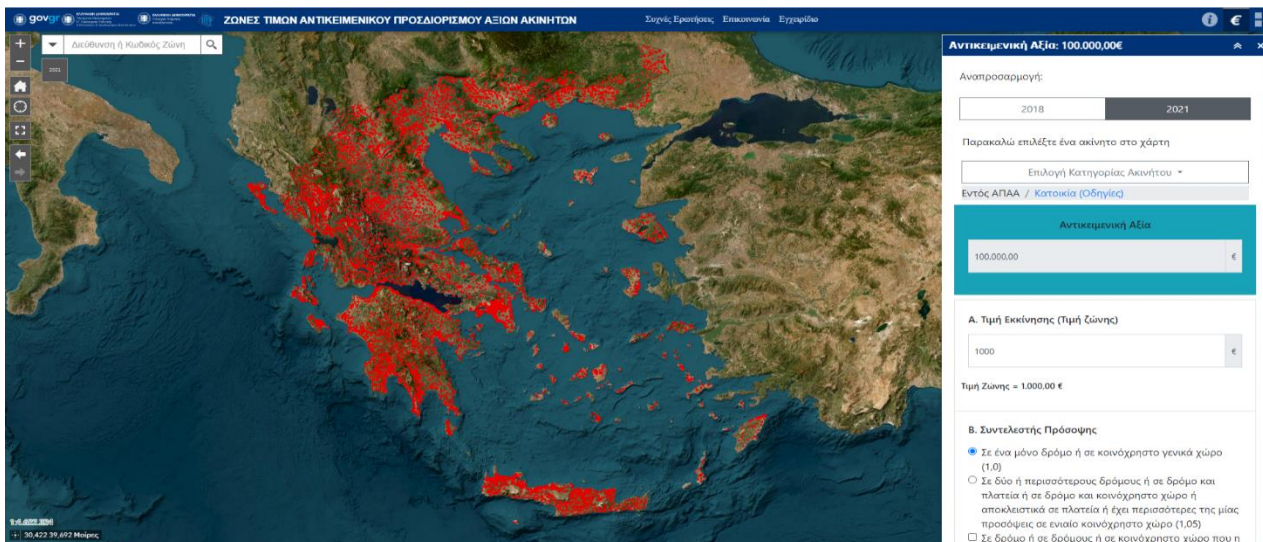 govgr
ΖΩΝΕΣ ΤΙΜΩΝ ΑΝΤΙΚΕΙΜΕΝΙΚΟΥ ΠΡΟΣΔΙΟΡΙΣΜΟΥ ΑΞΙΩΝ ΑΚΙΝΗΤΩΝ
Συχνές Ερωτήσεις Επικοινωνία Εγχειρίδιο
€
+
−
Διεύθυνση ή Κωδικός Ζώνη
2021
Αντικειμενική Αξία: 100.000,00€
Αναπροσαρμογή:
2018 2021
Παρακαλώ επιλέξτε ένα ακίνητο στο χάρτη
Επιλογή Κατηγορίας Ακινήτου
Εντός ΑΠΑΑ / Κατοικία (Οδηγίες)
Αντικειμενική Αξία
100.000,00 €
Α. Τιμή Εκκίνησης (Τιμή ζώνης)
1000 €
Τιμή Ζώνης = 1.000,00 €
Β. Συντελεστής Πρόσοψης
Σε ένα μόνο δρόμο ή σε κοινόχρηστο γενικά χώρο
(1,0)
Σε δύο ή περισσότερους δρόμους ή σε δρόμο και
πλατεία ή σε δρόμο και κοινόχρηστο χώρο ή
αποκλειστικά σε πλατεία ή έχει περισσότερες της μίας
προσόψεις σε ενιαίο κοινόχρηστο χώρο (1,05)
Σε δρόμο ή σε δρόμους ή σε κοινόχρηστο χώρο που η
30,422 39,692 Μοίρες